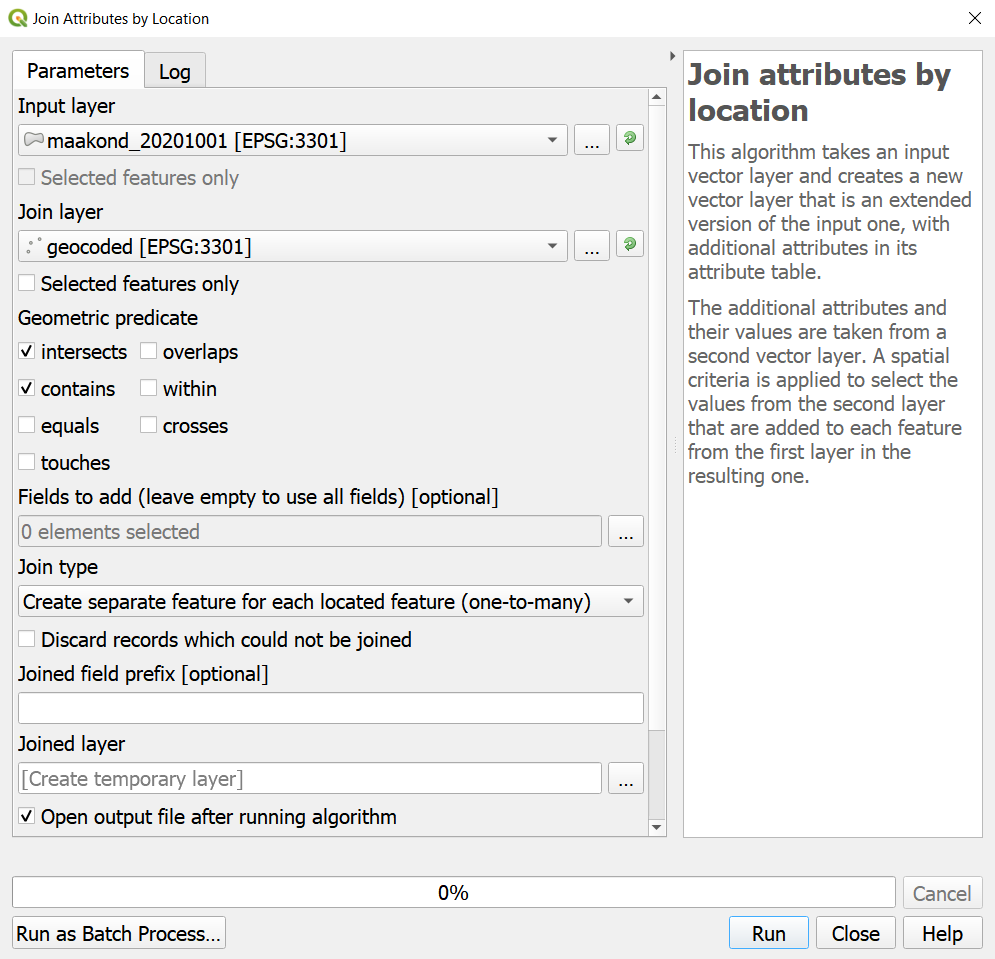 Join Attributes by Location
Parameters
Log
Input layer
maakond_20201001 [EPSG:3301]
...
Selected features only
Join layer
geocoded [EPSG:3301]
...
Selected features only
Geometric predicate
intersects overlaps
contains within
equals crosses
touches
Fields to add (leave empty to use all fields) [optional]
0 elements selected
...
Join type
Create separate feature for each located feature (one-to-many)
Discard records which could not be joined
Joined field prefix [optional]
Joined layer
[Create temporary layer]
...
Open output file after running algorithm
Join attributes by
location
This algorithm takes an input
vector layer and creates a new
vector layer that is an extended
version of the input one, with
additional attributes in its
attribute table.
The additional attributes and
their values are taken from a
second vector layer. A spatial
criteria is applied to select the
values from the second layer
that are added to each feature
from the first layer in the
resulting one.
0%
Cancel
Run as Batch Process...
Run
Close
Help